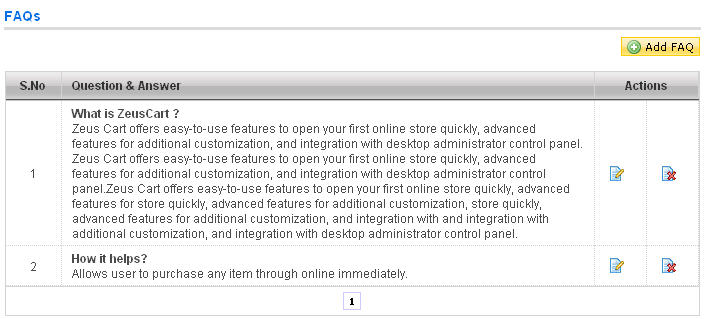 FAQs
Add FAQ
S.No Question & Answer Actions
What is ZeusCart ?
Zeus Cart offers easy-to-use features to open your first online store quickly, advanced
features for additional customization, and integration with desktop administrator control panel.
Zeus Cart offers easy-to-use features to open your first online store quickly, advanced
features for additional customization, and integration with desktop administrator control
1 panel.Zeus Cart offers easy-to-use features to open your first online store quickly, advanced
features for store quickly, advanced features for additional customization, store quickly,
advanced features for additional customization, and integration with and integration with
additional customization, and integration with desktop administrator control panel.
2 How it helps?
Allows user to purchase any item through online immediately.
1